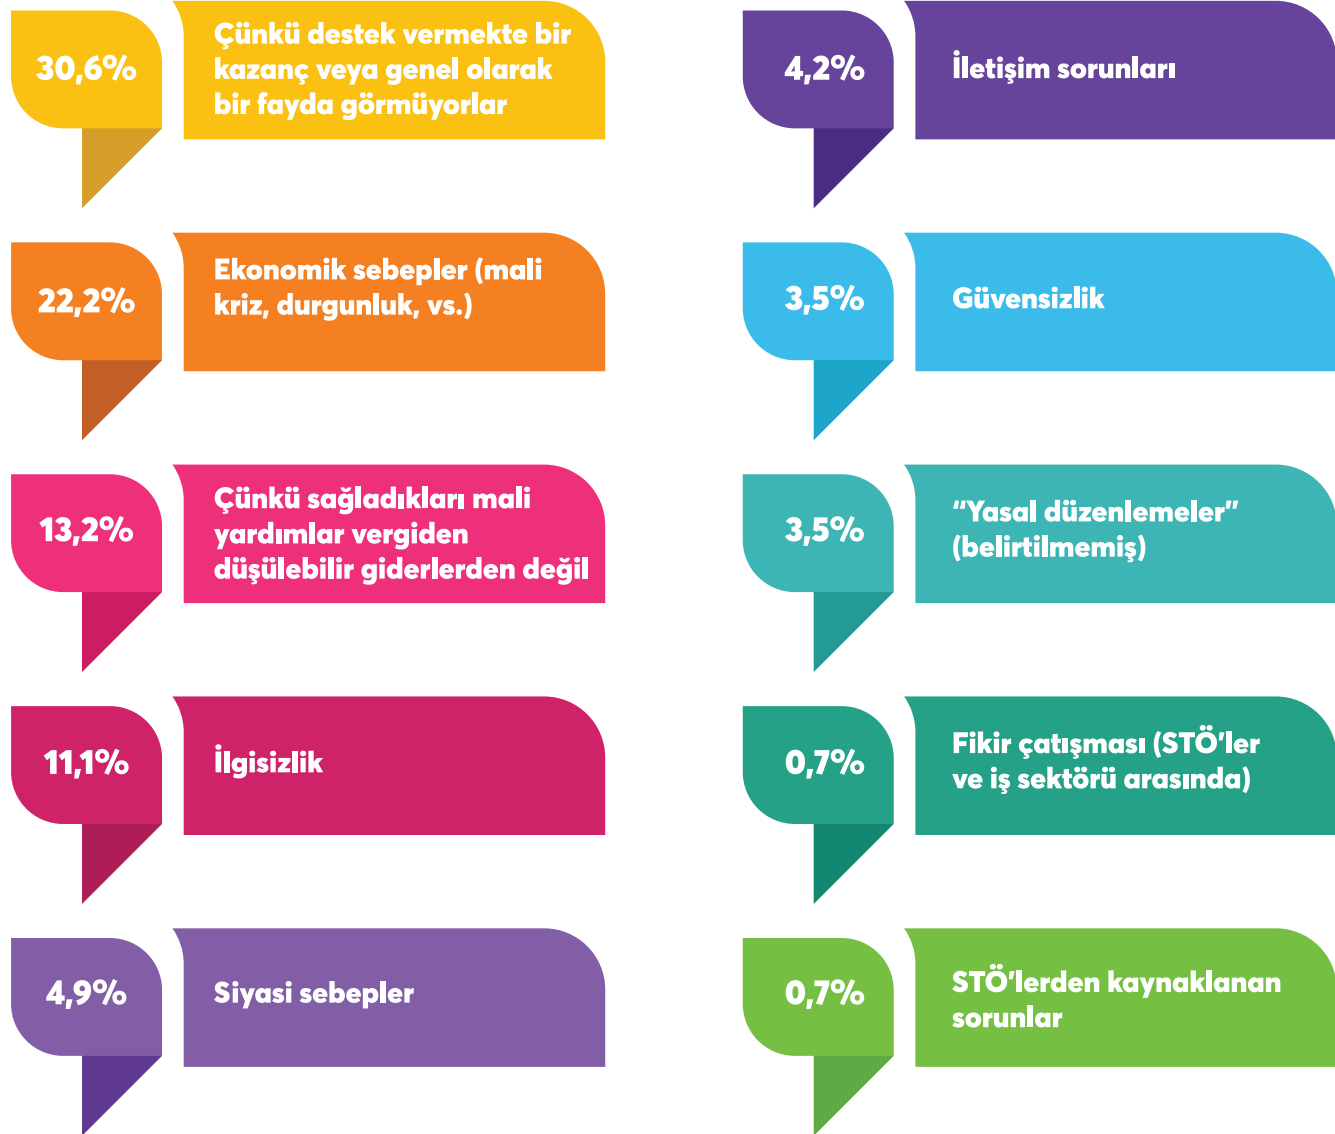 30,6%
Çünkü destek vermekte bir
kazanç veya genel olarak
bir fayda görmüyorlar
22,2%
Ekonomik sebepler (mali
kriz, durgunluk, vs.)
13,2%
Çünkü sağladıkları mali
yardımlar vergiden
düşülebilir giderlerden değil
11,1%
İlgisizlik
4,9%
Siyasi sebepler
4,2%
İletişim sorunları
3,5%
Güvensizlik
3,5%
“Yasal düzenlemeler”
(belirtilmemiş)
0,7%
Fikir çatışması (STÖ’ler
ve iş sektörü arasında)
0,7%
STÖ’lerden kaynaklanan
sorunlar